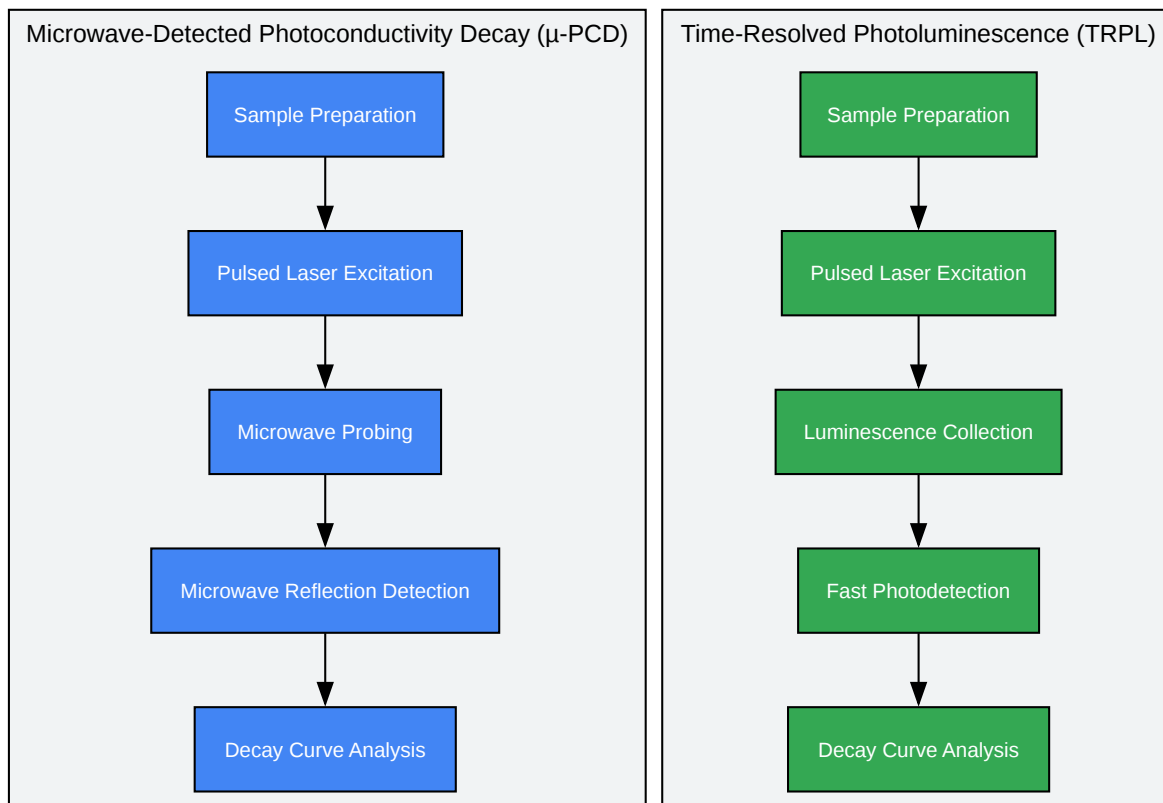 Microwave-Detected Photoconductivity Decay (µ-PCD)
Sample Preparation
Pulsed Laser Excitation
Microwave Probing
Microwave Reflection Detection
Decay Curve Analysis
Time-Resolved Photoluminescence (TRPL)
Sample Preparation
Pulsed Laser Excitation
Luminescence Collection
Fast Photodetection
Decay Curve Analysis